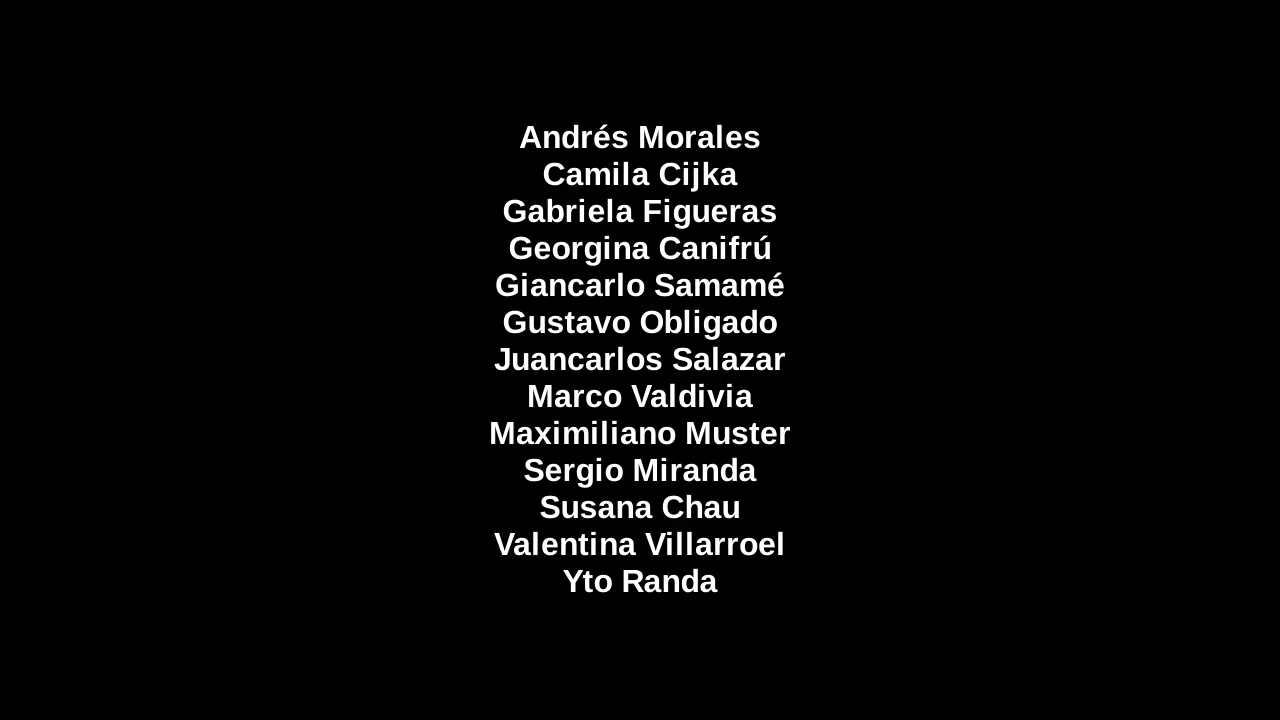 Andrés Morales
Camila Cijka
Gabriela Figueras
Georgina Canifrú
Giancarlo Samamé
Gustavo Obligado
Juancarlos Salazar
Marco Valdivia
Maximiliano Muster
Sergio Miranda
Susana Chau
Valentina Villarroel
Yto Randa